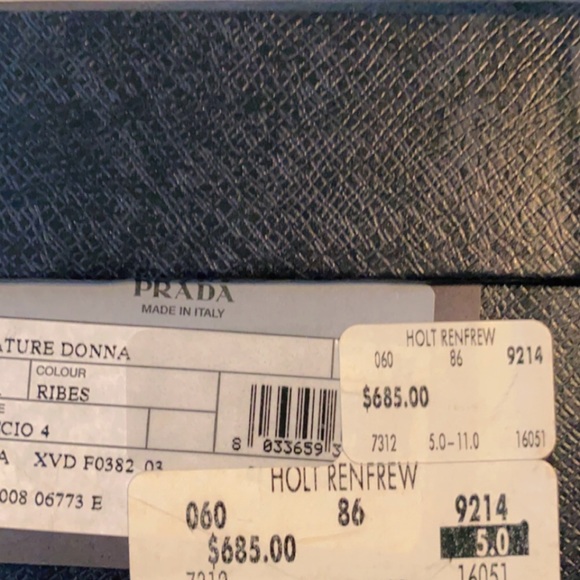 PRADA
MADE IN ITALY
ATURE DONNA
COLOUR
RIBES
CCIO 4
XVD F0382 03
008 06773 E
8 033659 3
HOLT RENFREW
060 86 9214
$685.00
7312 5.0-11.0 16051
HOLT RENFREW
060 86 9214
$685.00 5.0
7312 16051